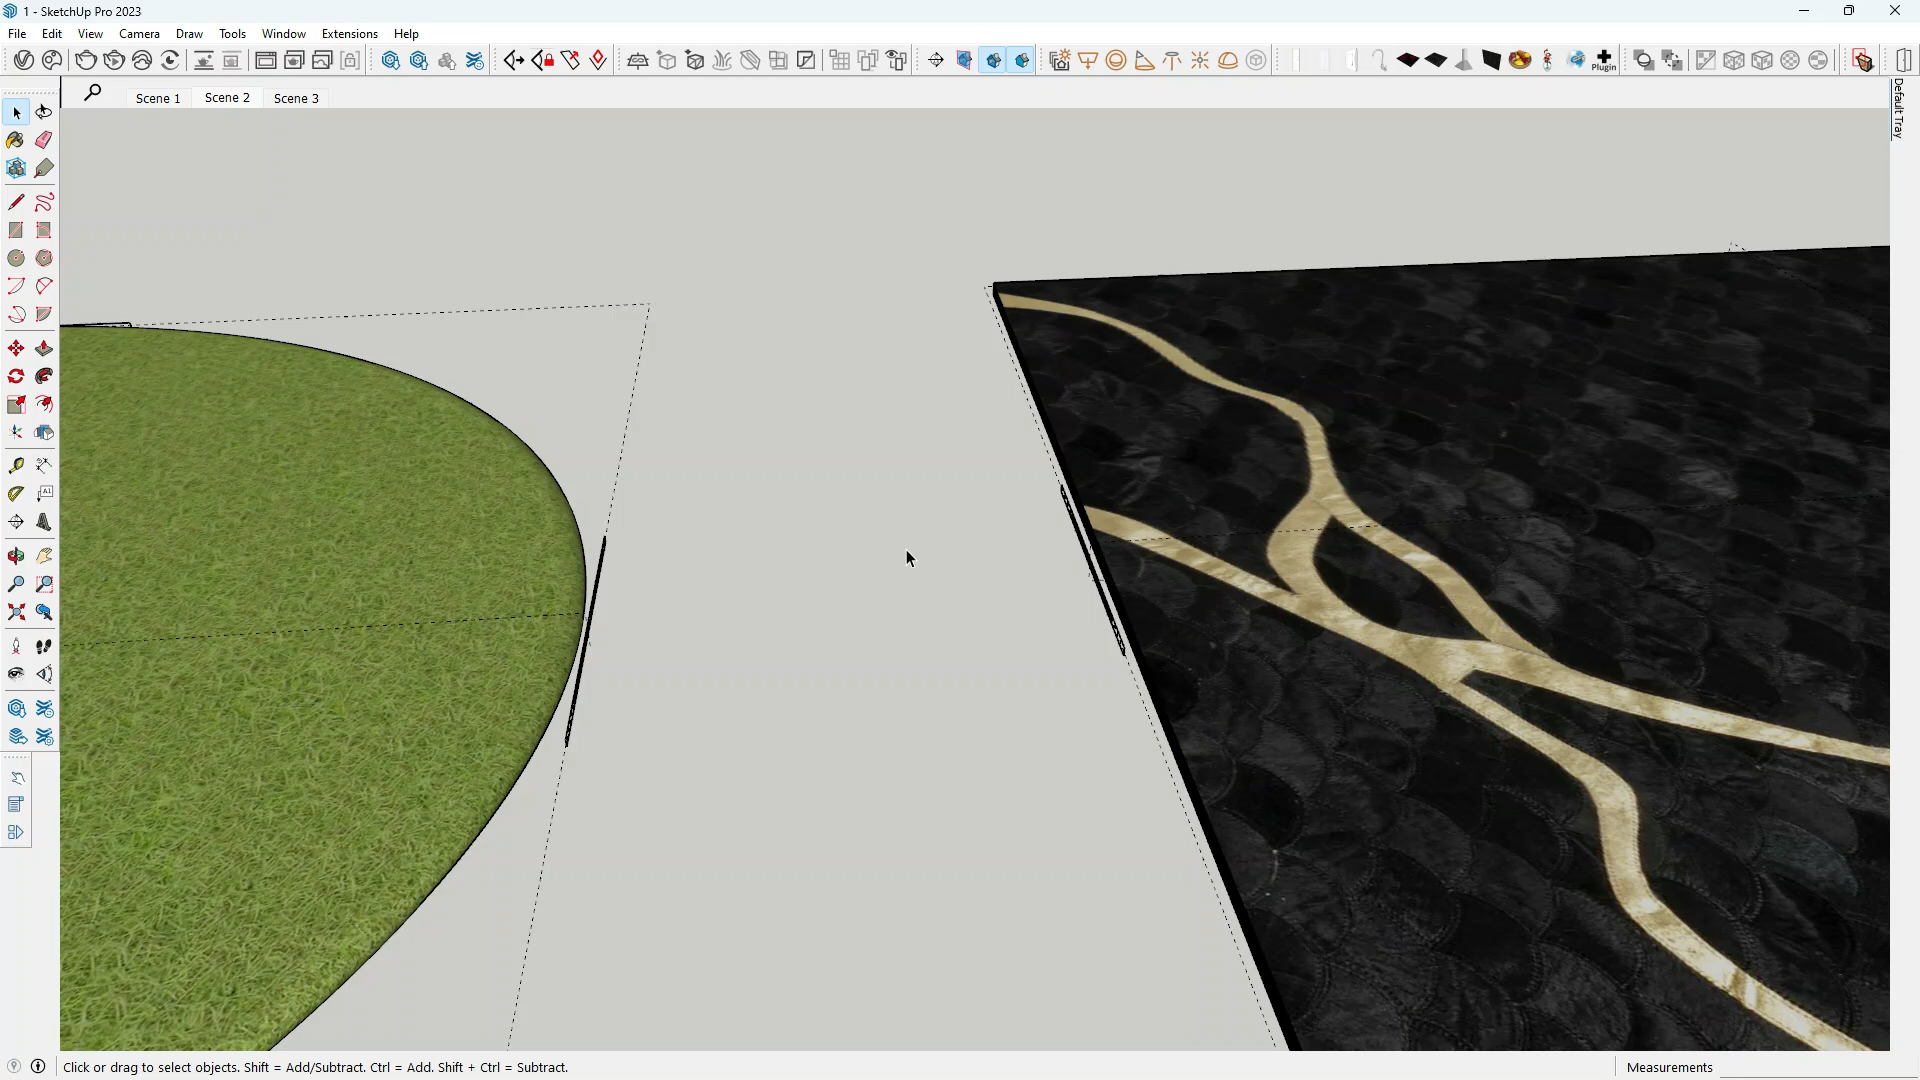 1 - SketchUp Pro 2023
File Edit View Camera Draw Tools Window Extensions Help
Plugin
Scene 1 Scene 2 Scene 3
Default Tray
A1
Click or drag to select objects. Shift = Add/Subtract. Ctrl = Add. Shift + Ctrl = Subtract.
Measurements